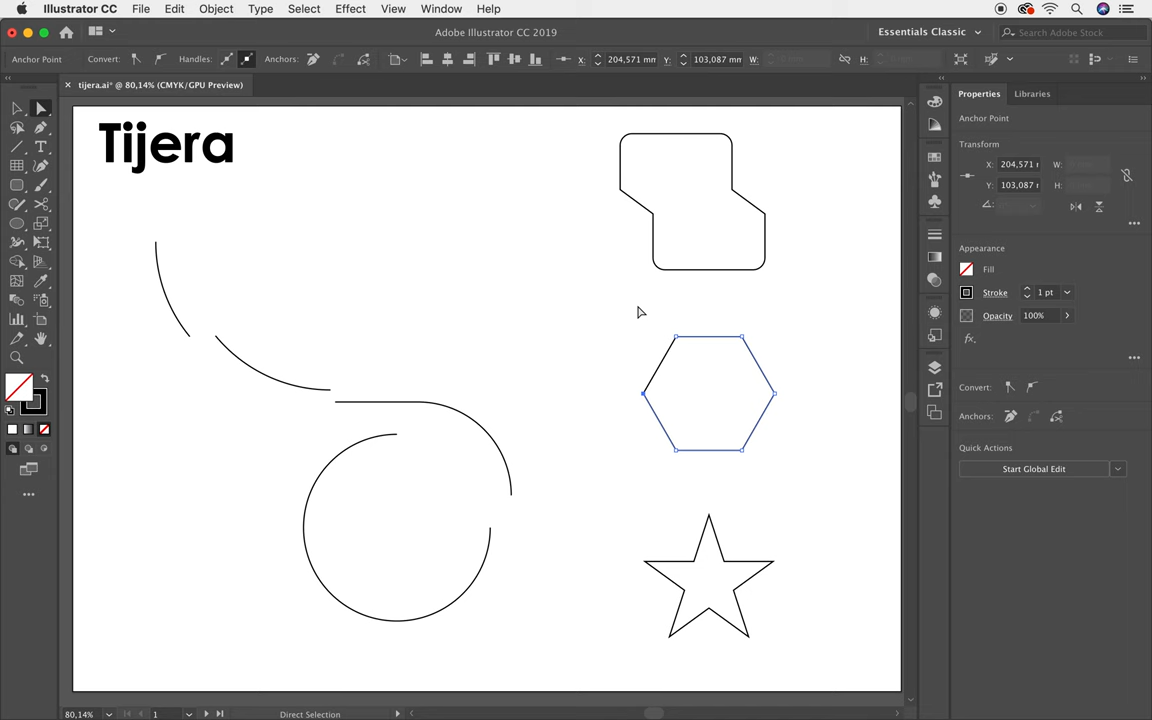 Illustrator CC File Edit Object Type Select Effect View Window Help
Adobe Illustrator CC 2019
Essentials Classic
Search Adobe Stock
Anchor Point Convert: Handles: Anchors: X: 204,571 mm Y: 103,087 mm W: H:
× tijera.ai* @ 80,14% (CMYK/GPU Preview)
Tijera
Properties Libraries
Anchor Point
Transform
X: 204,571 r W:
Y: 103,087 r H:
Appearance
Fill
Stroke 1 pt
Opacity 100%
fx.
Convert:
Anchors:
Quick Actions
Start Global Edit
80,14% 1 Direct Selection